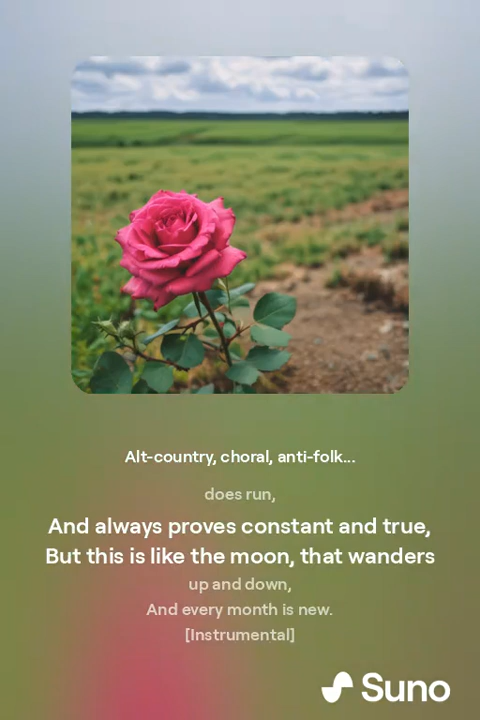 Alt-country, choral, anti-folk...
does run,
And always proves constant and true,
But this is like the moon, that wanders
up and down,
And every month is new.
[Instrumental]
Suno